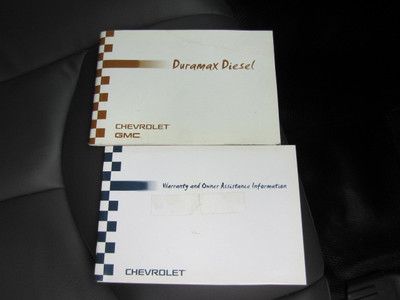 Duramax Diesel
CHEVROLET
GMC
Warranty and Owner Assistance Information
CHEVROLET